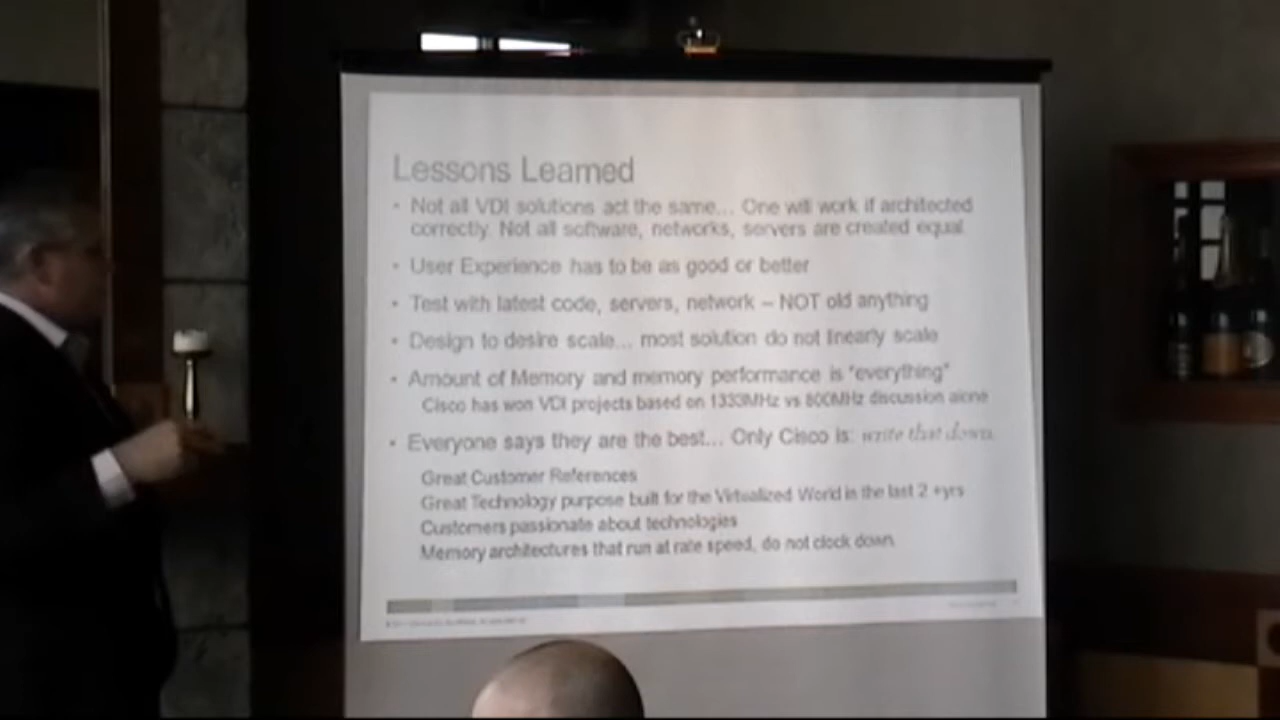 Lessons Learned
• Not all VDI solutions act the same... One will work if architected
correctly. Not all software, networks, servers are created equal
• User Experience has to be as good or better
• Test with latest code, servers, network – NOT old anything
• Design to desire scale... most solution do not linearly scale
• Amount of Memory and memory performance is "everything"
Cisco has won VDI projects based on 1333MHz vs 800MHz discussion alone
• Everyone says they are the best... Only Cisco is: write that down.
Great Customer References
Great Technology purpose built for the Virtualized World in the last 2 +yrs
Customers passionate about technologies
Memory architectures that run at rate speed, do not clock down